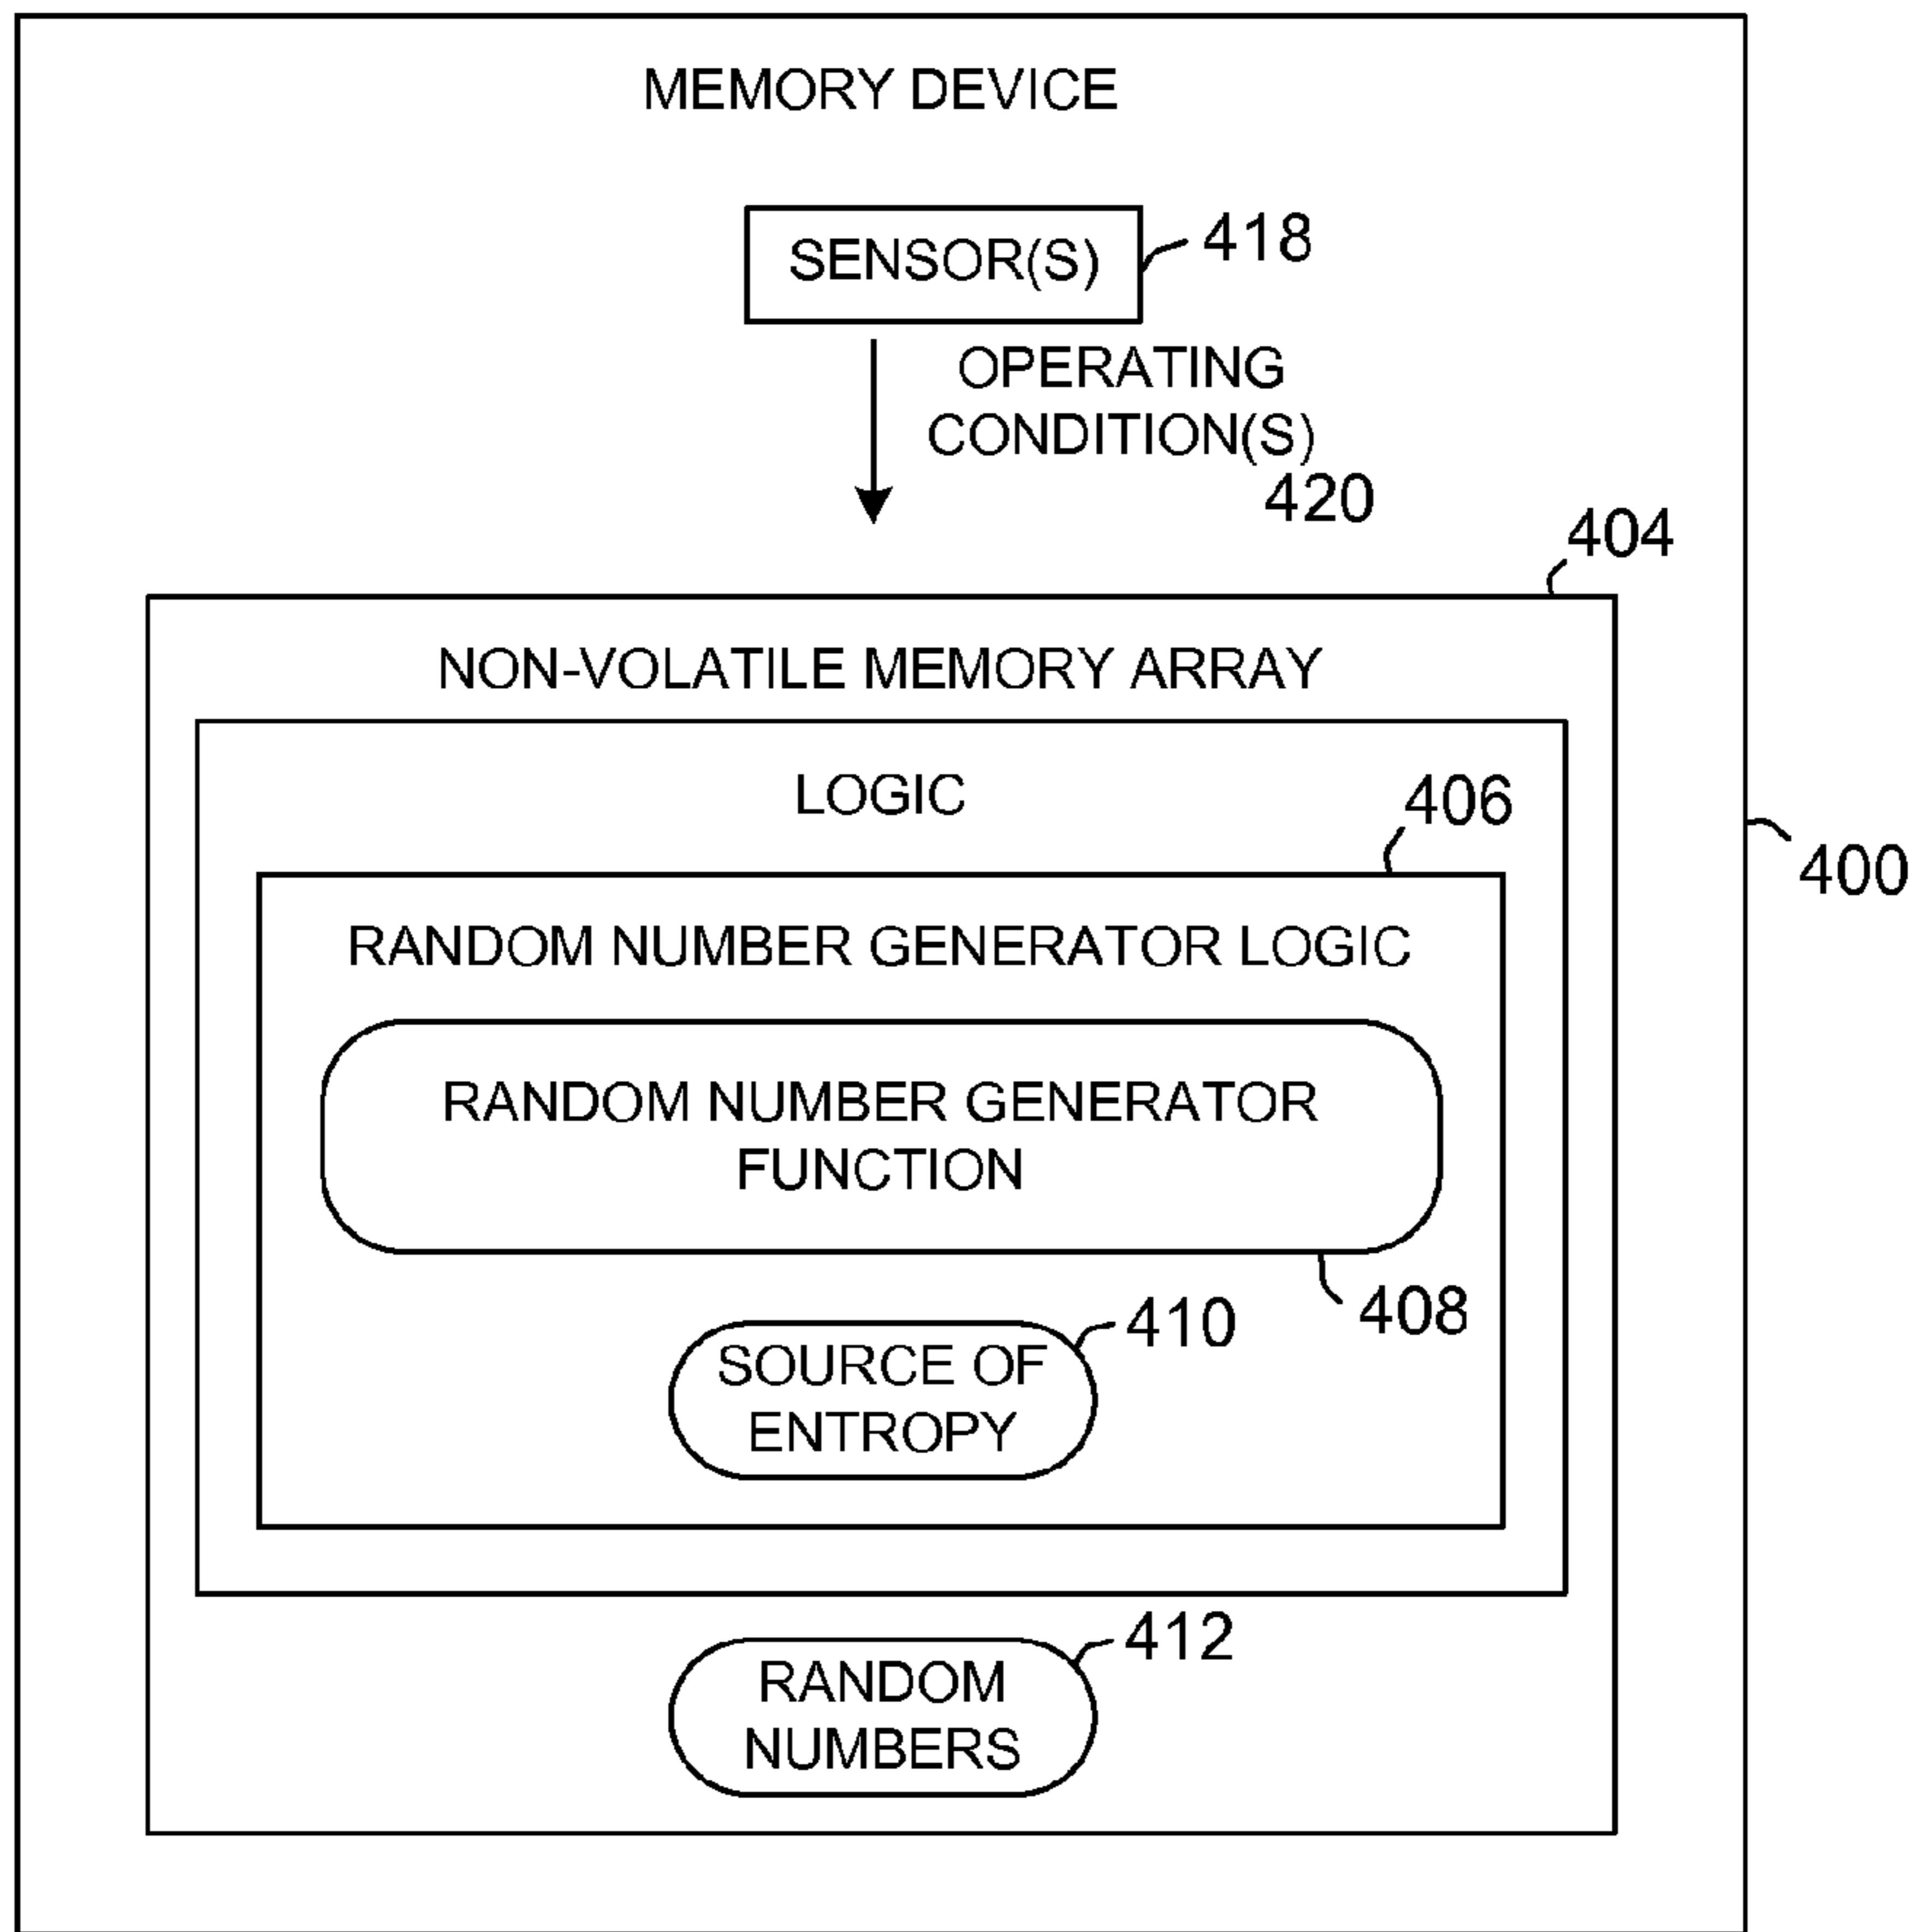 MEMORY DEVICE
SENSOR(S)
418
OPERATING
CONDITION(S)
420
404
NON-VOLATILE MEMORY ARRAY
LOGIC
406
400
RANDOM NUMBER GENERATOR LOGIC
RANDOM NUMBER GENERATOR
FUNCTION
408
410
SOURCE OF
ENTROPY
412
RANDOM
NUMBERS